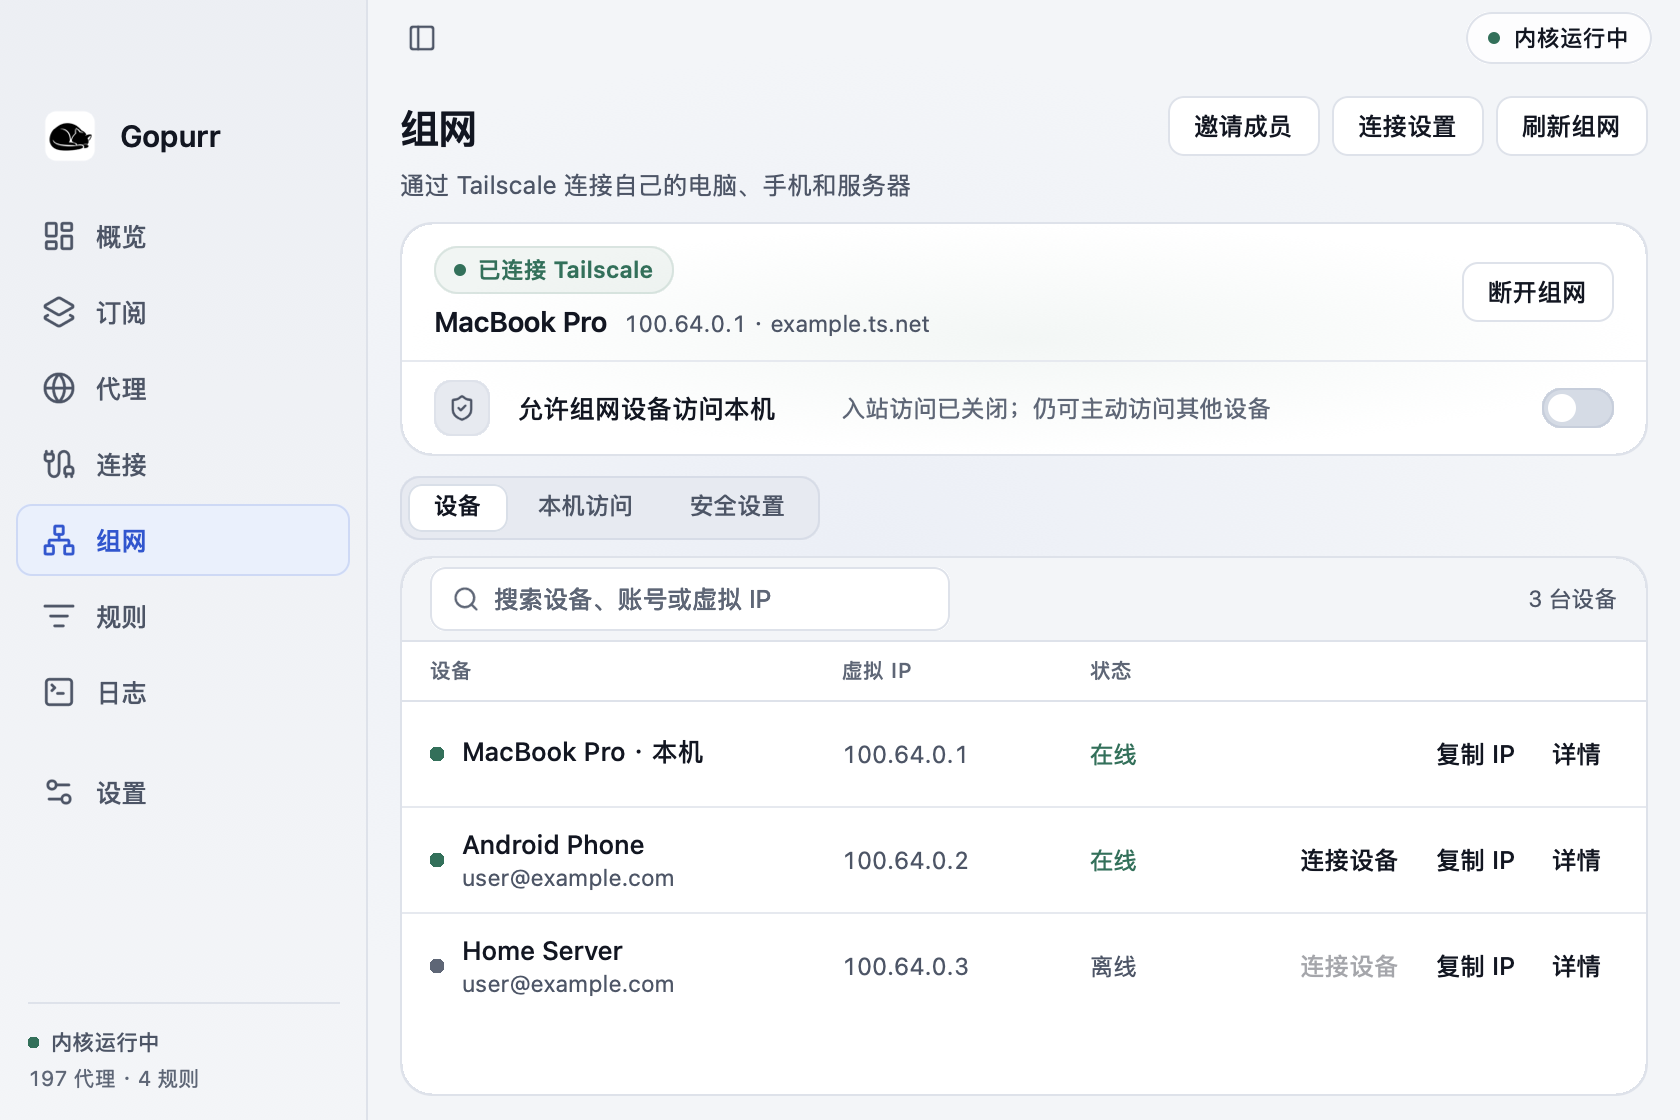 Gopurr
概览
订阅
代理
连接
组网
规则
日志
设置
内核运行中
197 代理 · 4 规则
内核运行中
组网
邀请成员 连接设置 刷新组网
通过 Tailscale 连接自己的电脑、手机和服务器
已连接 Tailscale
MacBook Pro 100.64.0.1 · example.ts.net
断开组网
允许组网设备访问本机 入站访问已关闭；仍可主动访问其他设备
设备 本机访问 安全设置
搜索设备、账号或虚拟 IP 3 台设备
设备 虚拟 IP 状态
MacBook Pro · 本机 100.64.0.1 在线 复制 IP 详情
Android Phone
user@example.com
100.64.0.2 在线 连接设备 复制 IP 详情
Home Server
user@example.com
100.64.0.3 离线 连接设备 复制 IP 详情